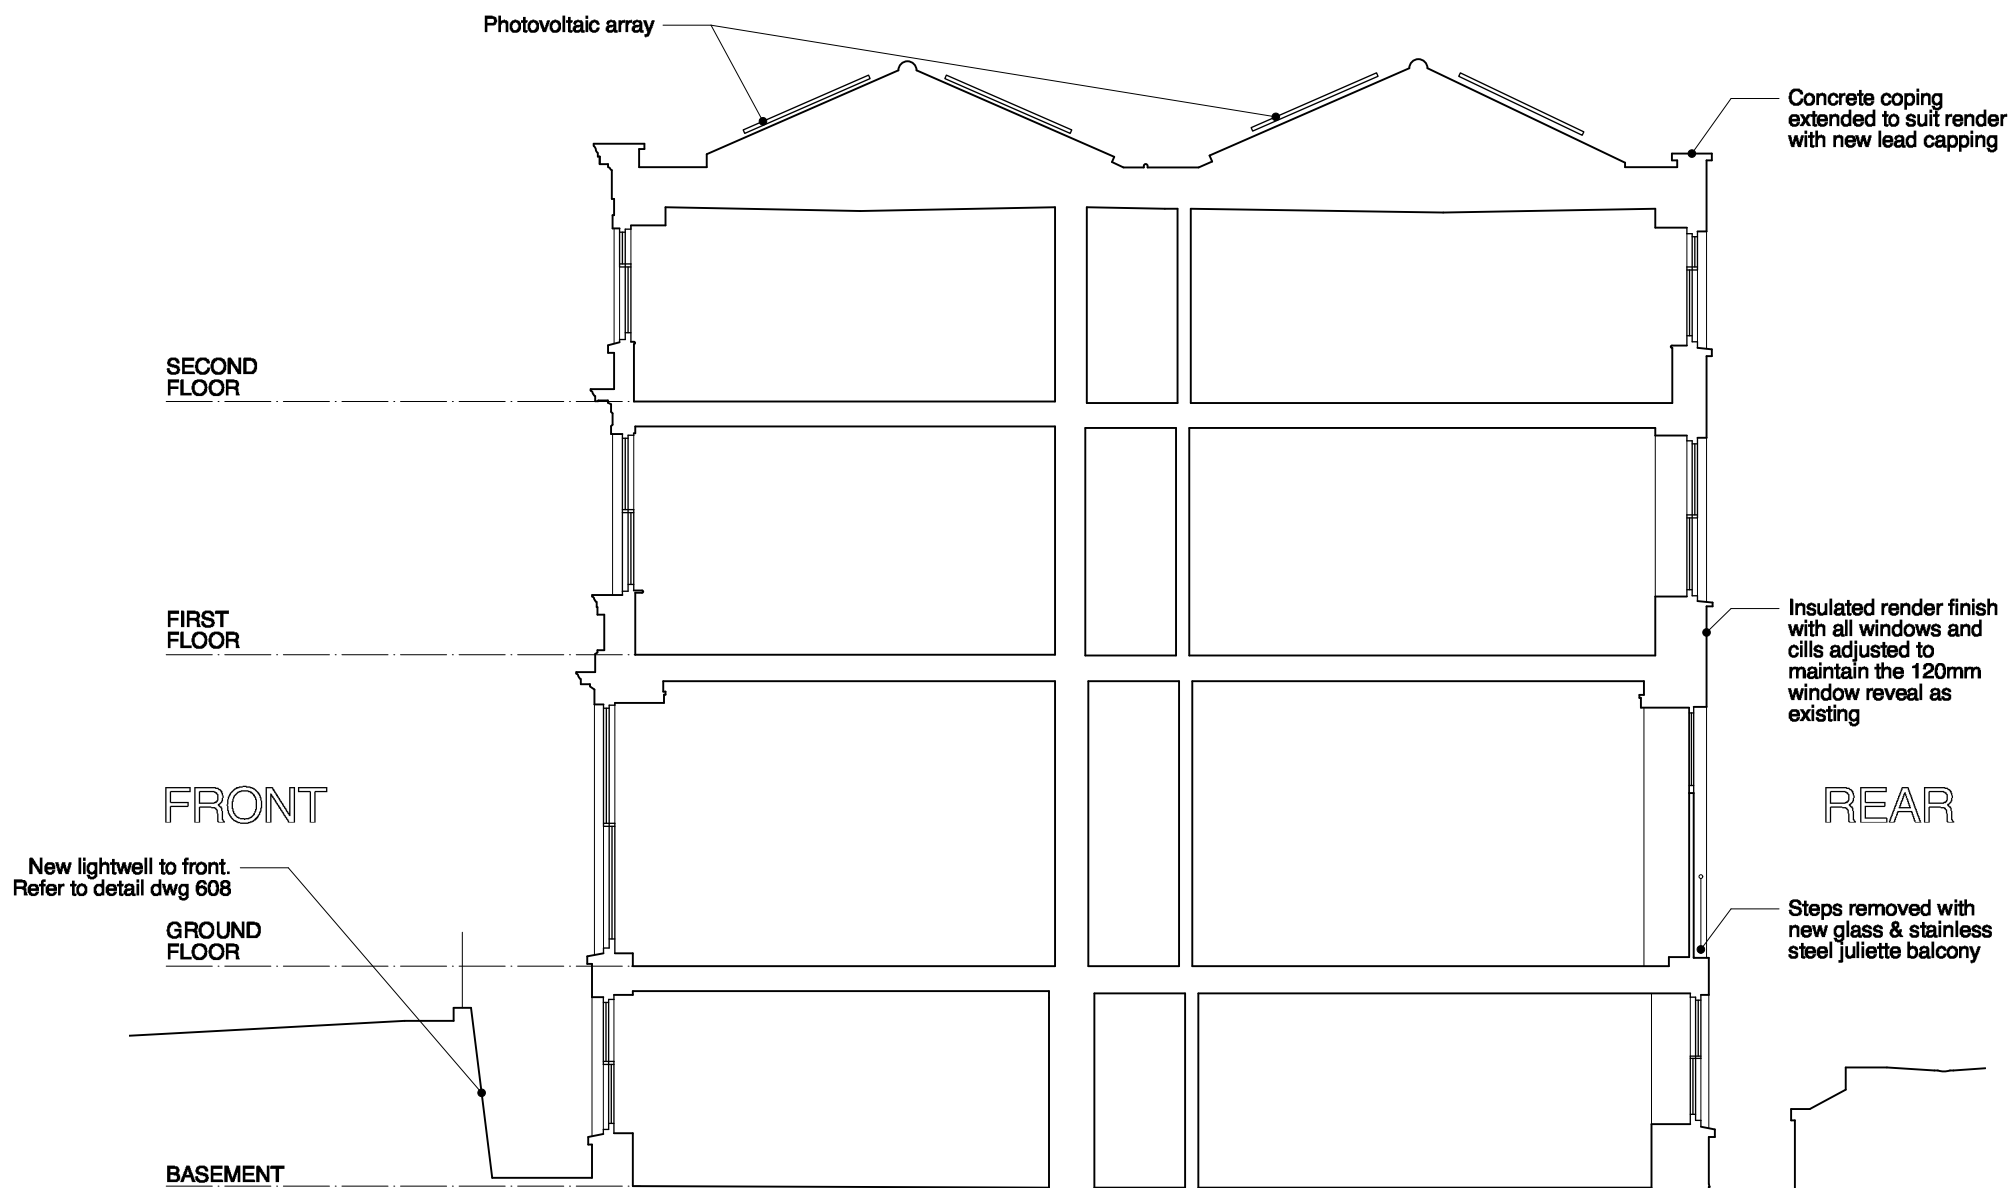 Photovoltaic array
Concrete coping
extended to suit render
with new lead capping
SECOND
FLOOR
FIRST
FLOOR
Insulated render finish
with all windows and
cills adjusted to
maintain the 120mm
window reveal as
existing
FRONT
REAR
New lightwell to front.
Refer to detail dwg 608
GROUND
FLOOR
Steps removed with
new glass & stainless
steel juliette balcony
BASEMENT